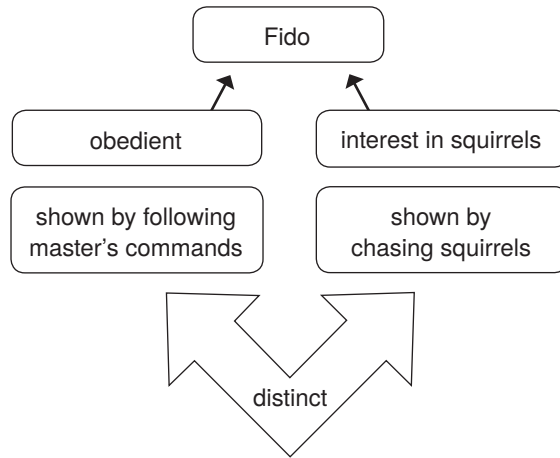 Fido
obedient
interest in squirrels
shown by following
master’s commands
shown by
chasing squirrels
distinct